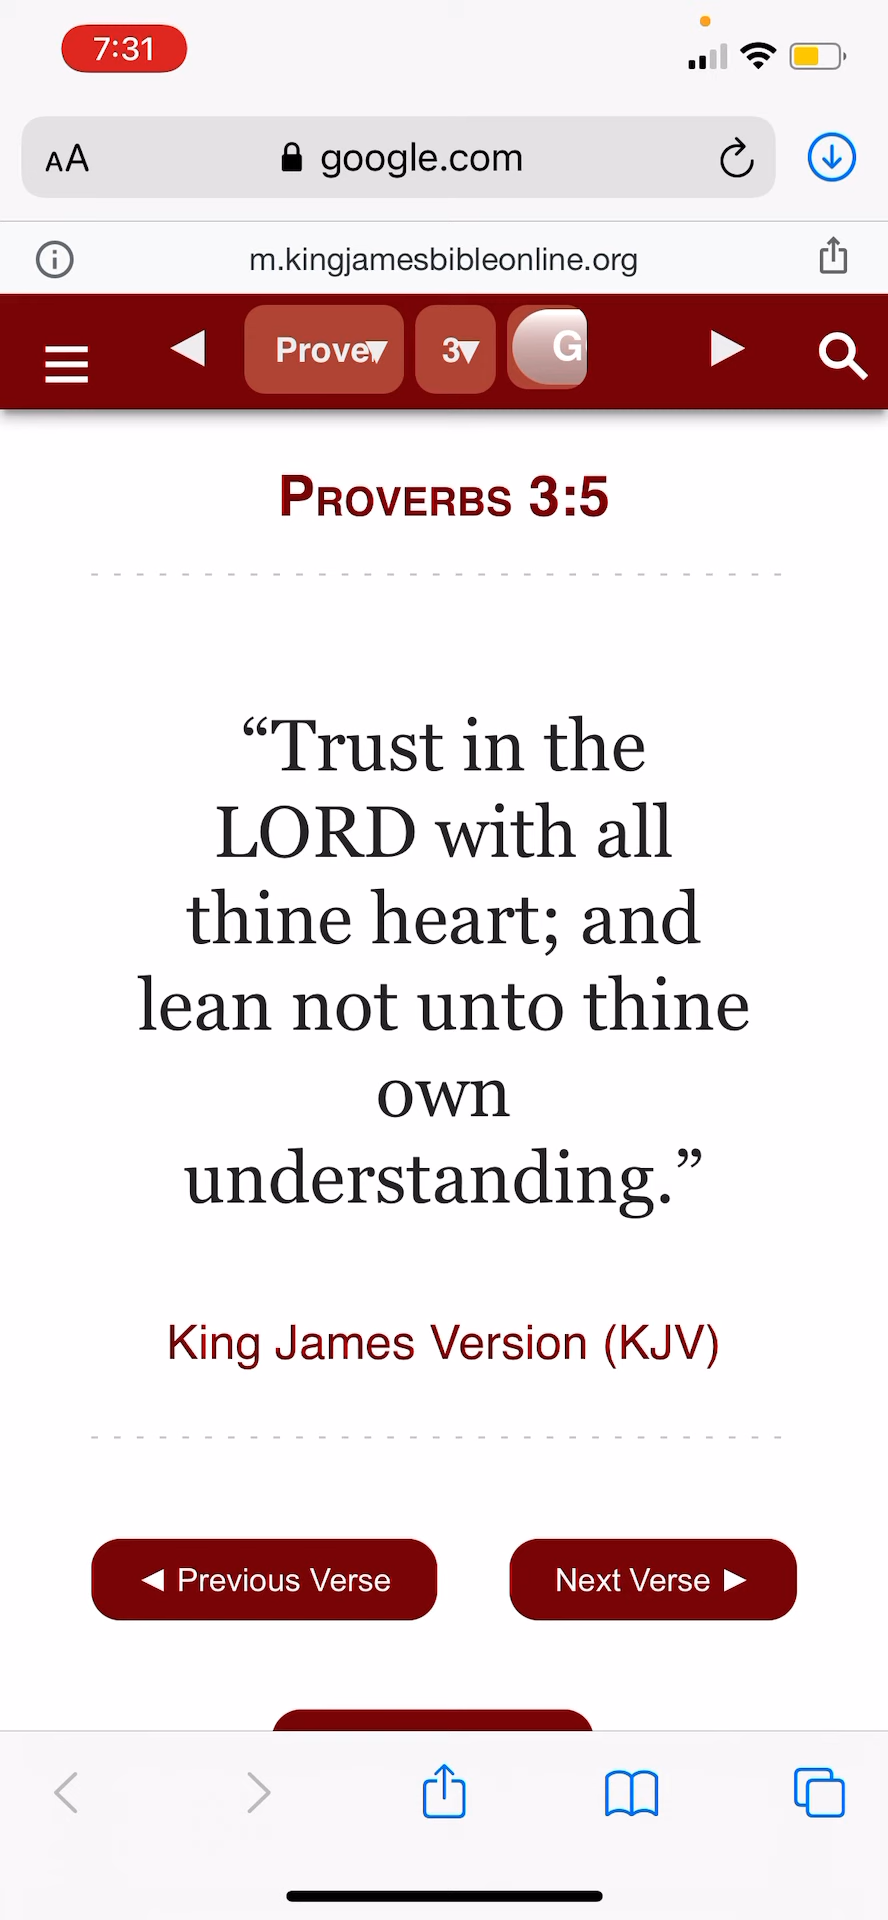 7:31
AA google.com
m.kingjamesbibleonline.org
Prove 3 G
PROVERBS 3:5
“Trust in the
LORD with all
thine heart; and
lean not unto thine
own
understanding.”
King James Version (KJV)
◀ Previous Verse Next Verse ▶